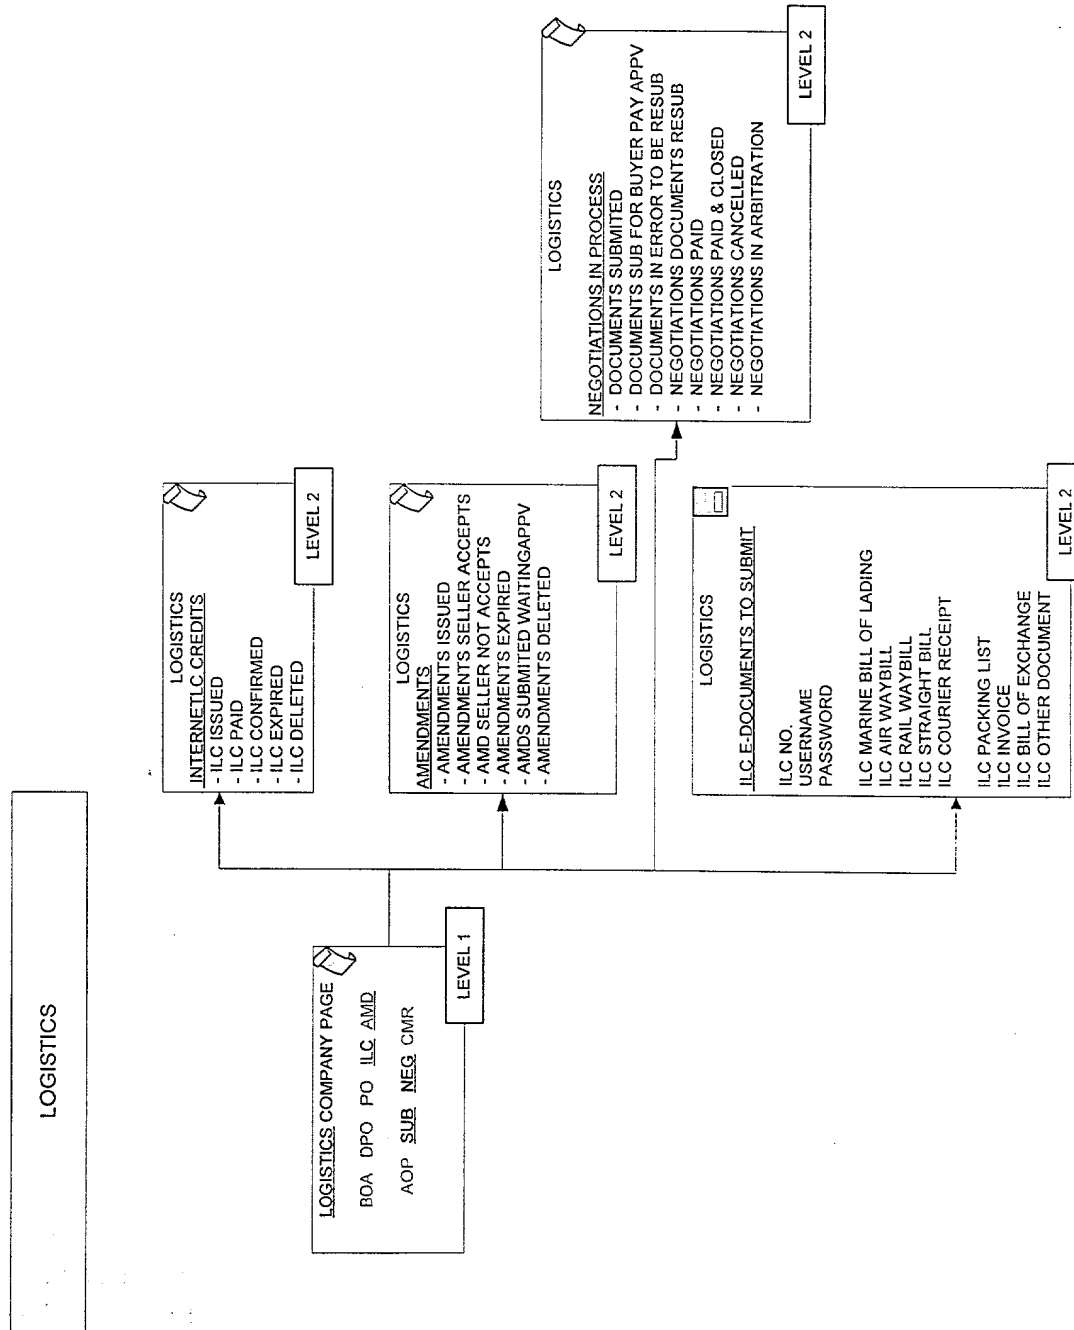 LOGISTICS
LOGISTICS COMPANY PAGE
BOA DPO PO ILC AMD
AOP SUB NEG CMR
LEVEL 1
LOGISTICS
INTERNETLC CREDITS
- ILC ISSUED
- ILC PAID
- ILC CONFIRMED
- ILC EXPIRED
- ILC DELETED
LEVEL 2
LOGISTICS
AMENDMENTS
- AMENDMENTS ISSUED
- AMENDMENTS SELLER ACCEPTS
- AMD SELLER NOT ACCEPTS
- AMENDMENTS EXPIRED
- AMDS SUBMITED WAITINGAPPV
- AMENDMENTS DELETED
LEVEL 2
LOGISTICS
ILC E-DOCUMENTS TO SUBMIT
ILC NO.
USERNAME
PASSWORD
ILC MARINE BILL OF LADING
ILC AIR WAYBILL
ILC RAIL WAYBILL
ILC STRAIGHT BILL
ILC COURIER RECEIPT
ILC PACKING LIST
ILC INVOICE
ILC BILL OF EXCHANGE
ILC OTHER DOCUMENT
LEVEL 2
LOGISTICS
NEGOTIATIONS IN PROCESS
- DOCUMENTS SUBMITED
- DOCUMENTS SUB FOR BUYER PAY APPV
- DOCUMENTS IN ERROR TO BE RESUB
- NEGOTIATIONS DOCUMENTS RESUB
- NEGOTIATIONS PAID
- NEGOTIATIONS PAID & CLOSED
- NEGOTIATIONS CANCELLED
- NEGOTIATIONS IN ARBITRATION
LEVEL 2